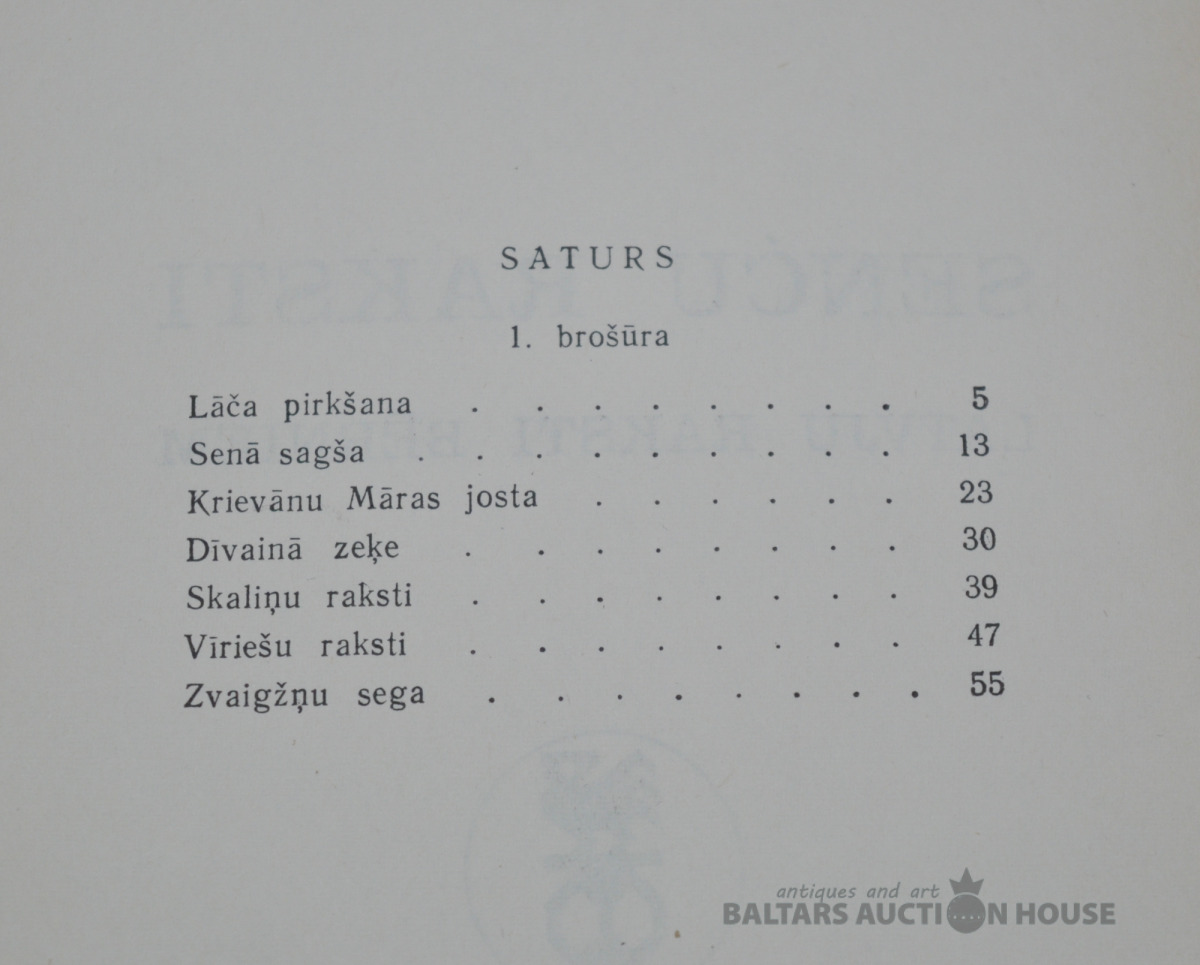 SATURS
1. brošūra
Lāča pirkšana . . . . . . . . 5
Senā sagša . . . . . . . . . 13
Krievānu Māras josta . . . . . . 23
Dīvainā zeķe . . . . . . . . 30
Skaliņu raksti . . . . . . . . 39
Vīriešu raksti . . . . . . . . 47
Zvaigžņu sega . . . . . . . . 55
antiques and art
BALTARS AUCTION HOUSE